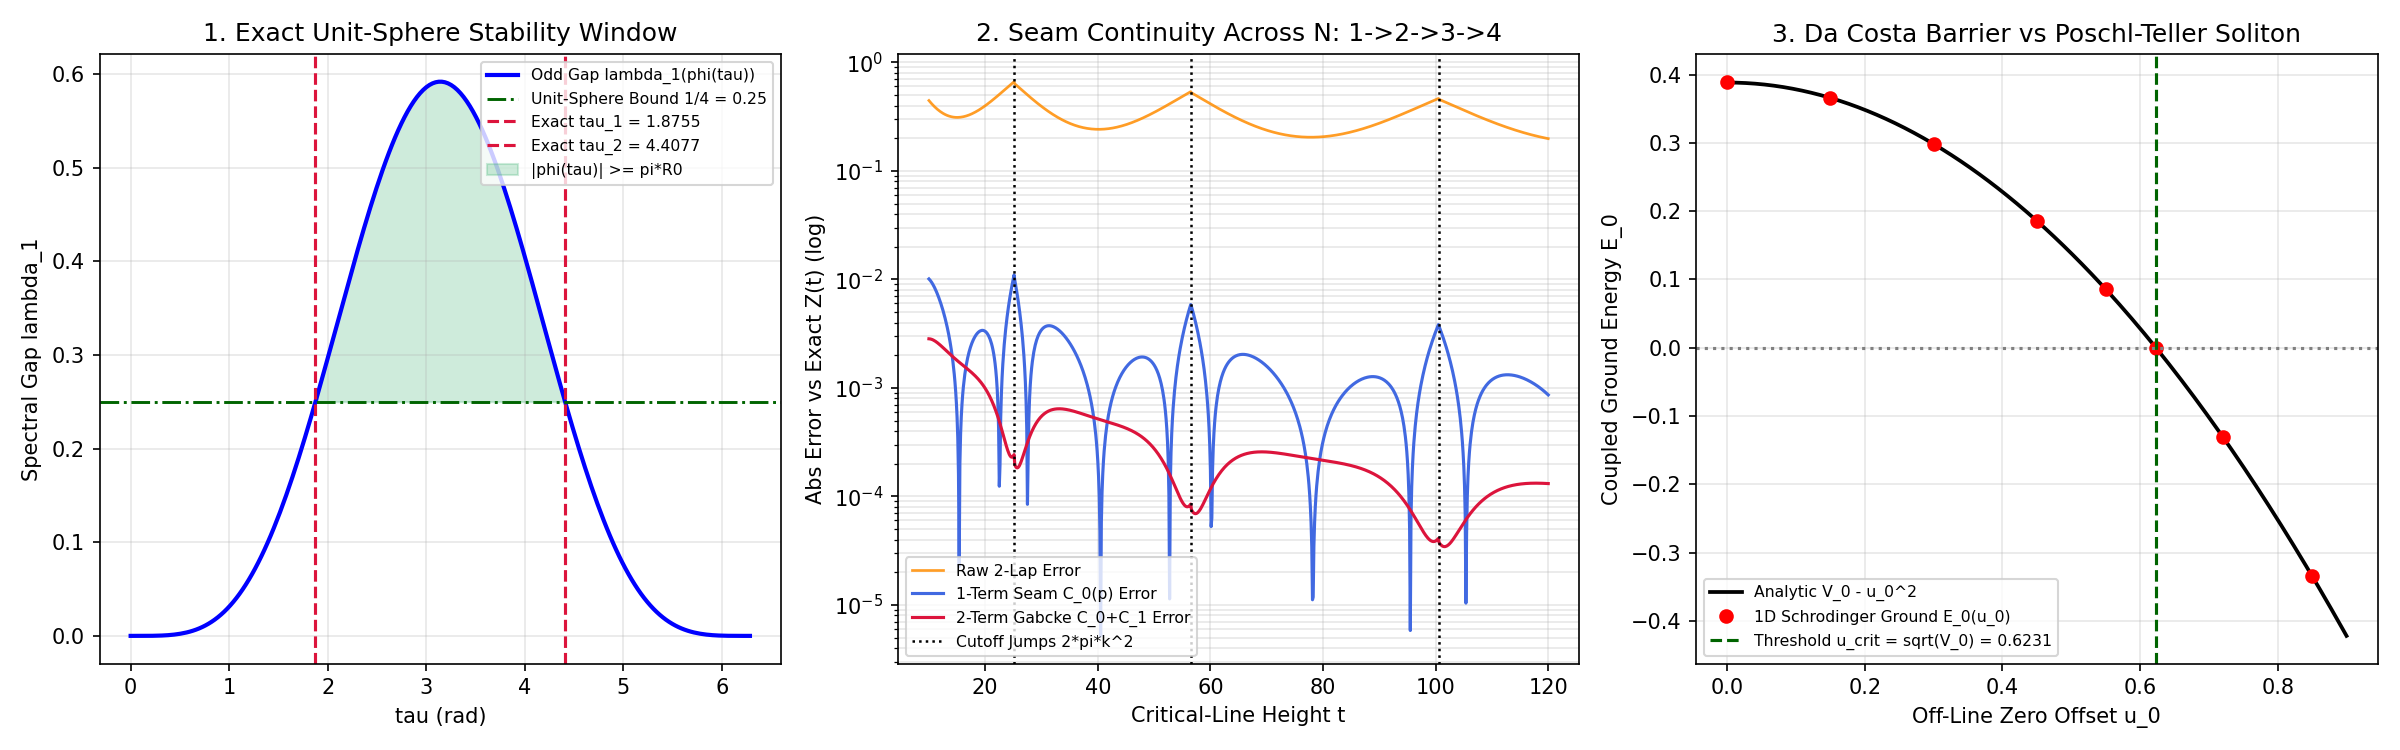 1. Exact Unit-Sphere Stability Window
Spectral Gap lambda_1
0.6
0.5
0.4
0.3
0.2
0.1
0.0
Odd Gap lambda_1(phi(tau))
Unit-Sphere Bound 1/4 = 0.25
Exact tau_1 = 1.8755
Exact tau_2 = 4.4077
|phi(tau)| >= pi*R0
0 1 2 3 4 5 6
tau (rad)
2. Seam Continuity Across N: 1->2->3->4
Abs Error vs Exact Z(t) (log)
10⁰
10⁻¹
10⁻²
10⁻³
10⁻⁴
10⁻⁵
Raw 2-Lap Error
1-Term Seam C_0(p) Error
2-Term Gabcke C_0+C_1 Error
Cutoff Jumps 2*pi*k^2
20 40 60 80 100 120
Critical-Line Height t
3. Da Costa Barrier vs Poschl-Teller Soliton
Coupled Ground Energy E_0
0.4
0.3
0.2
0.1
0.0
−0.1
−0.2
−0.3
−0.4
Analytic V_0 - u_0^2
1D Schrodinger Ground E_0(u_0)
Threshold u_crit = sqrt(V_0) = 0.6231
0.0 0.2 0.4 0.6 0.8
Off-Line Zero Offset u_0